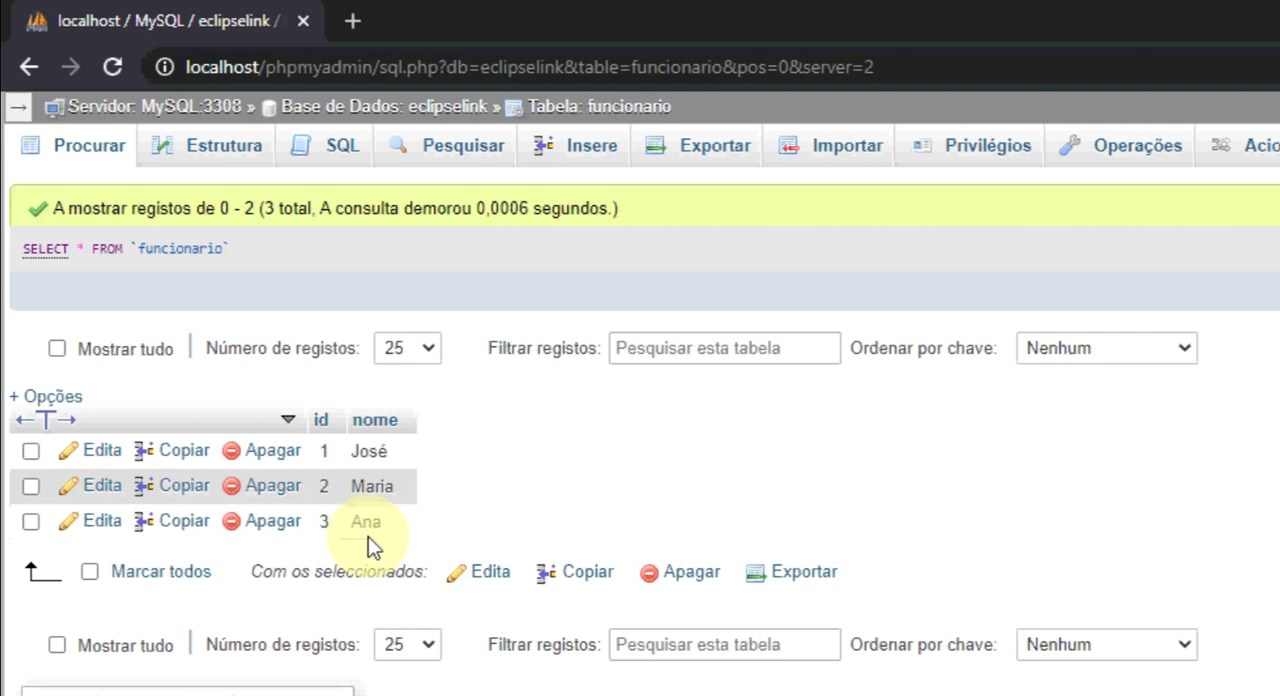 localhost / MySQL / eclipselink /
localhost/phpmyadmin/sql.php?db=eclipselink&table=funcionario&pos=0&server=2
Servidor: MySQL:3308 » Base de Dados: eclipselink » Tabela: funcionario
Procurar Estrutura SQL Pesquisar Insere Exportar Importar Privilégios Operações Acio
A mostrar registos de 0 - 2 (3 total, A consulta demorou 0,0006 segundos.)
SELECT * FROM `funcionario`
Mostrar tudo Número de registos: 25 Filtrar registos: Pesquisar esta tabela Ordenar por chave: Nenhum
+ Opções
←T→ id nome
Edita Copiar Apagar 1 José
Edita Copiar Apagar 2 Maria
Edita Copiar Apagar 3 Ana
Marcar todos Com os seleccionados: Edita Copiar Apagar Exportar
Mostrar tudo Número de registos: 25 Filtrar registos: Pesquisar esta tabela Ordenar por chave: Nenhum